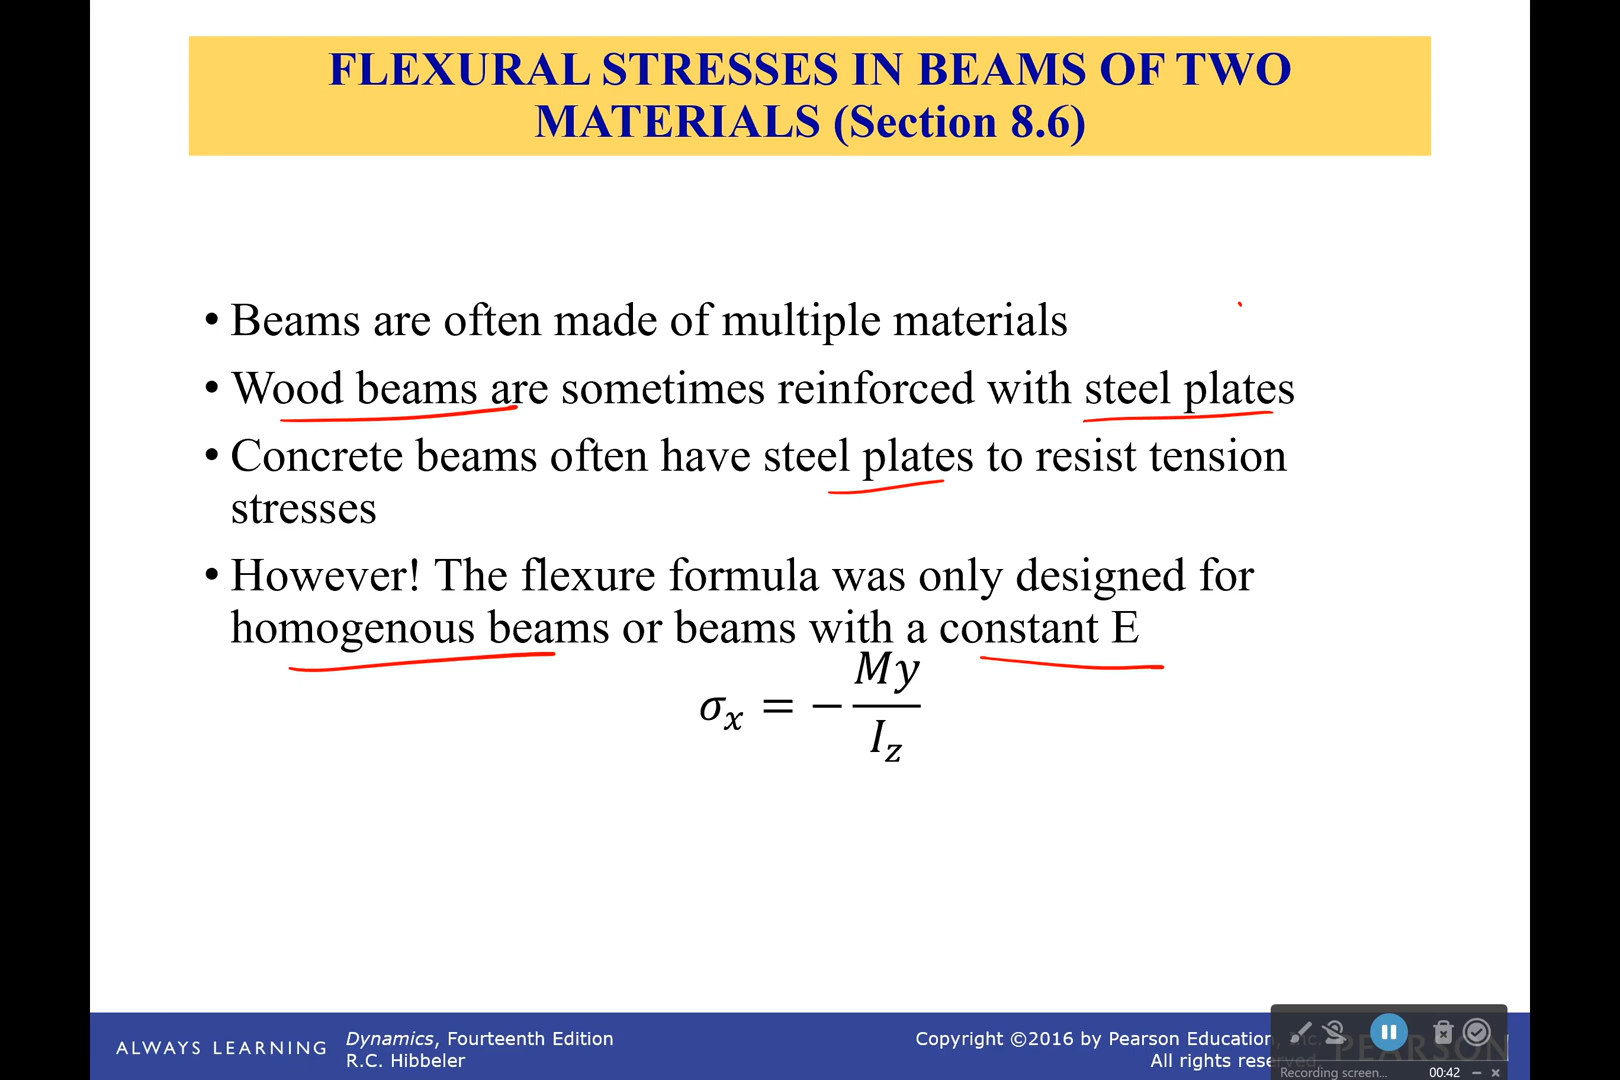 FLEXURAL STRESSES IN BEAMS OF TWO
MATERIALS (Section 8.6)
• Beams are often made of multiple materials
• Wood beams are sometimes reinforced with steel plates
• Concrete beams often have steel plates to resist tension
stresses
• However! The flexure formula was only designed for
homogenous beams or beams with a constant E
σx = − My / Iz
ALWAYS LEARNING
Dynamics, Fourteenth Edition
R.C. Hibbeler
Copyright ©2016 by Pearson Education, Inc.
All rights reserved.
PEARSON
Recording screen...
00:42